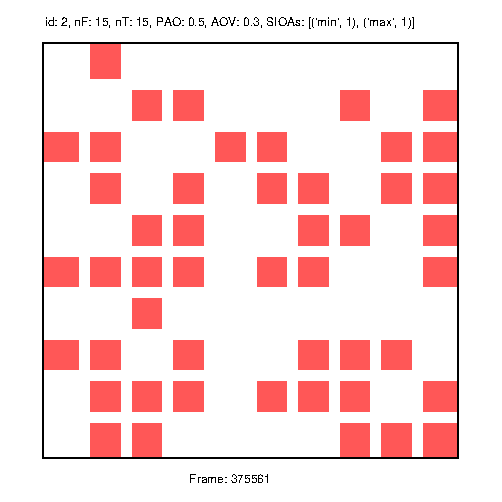 id: 2, nF: 15, nT: 15, PAO: 0.5, AOV: 0.3, SIOAs: [('min', 1), ('max', 1)]
Frame: 375561